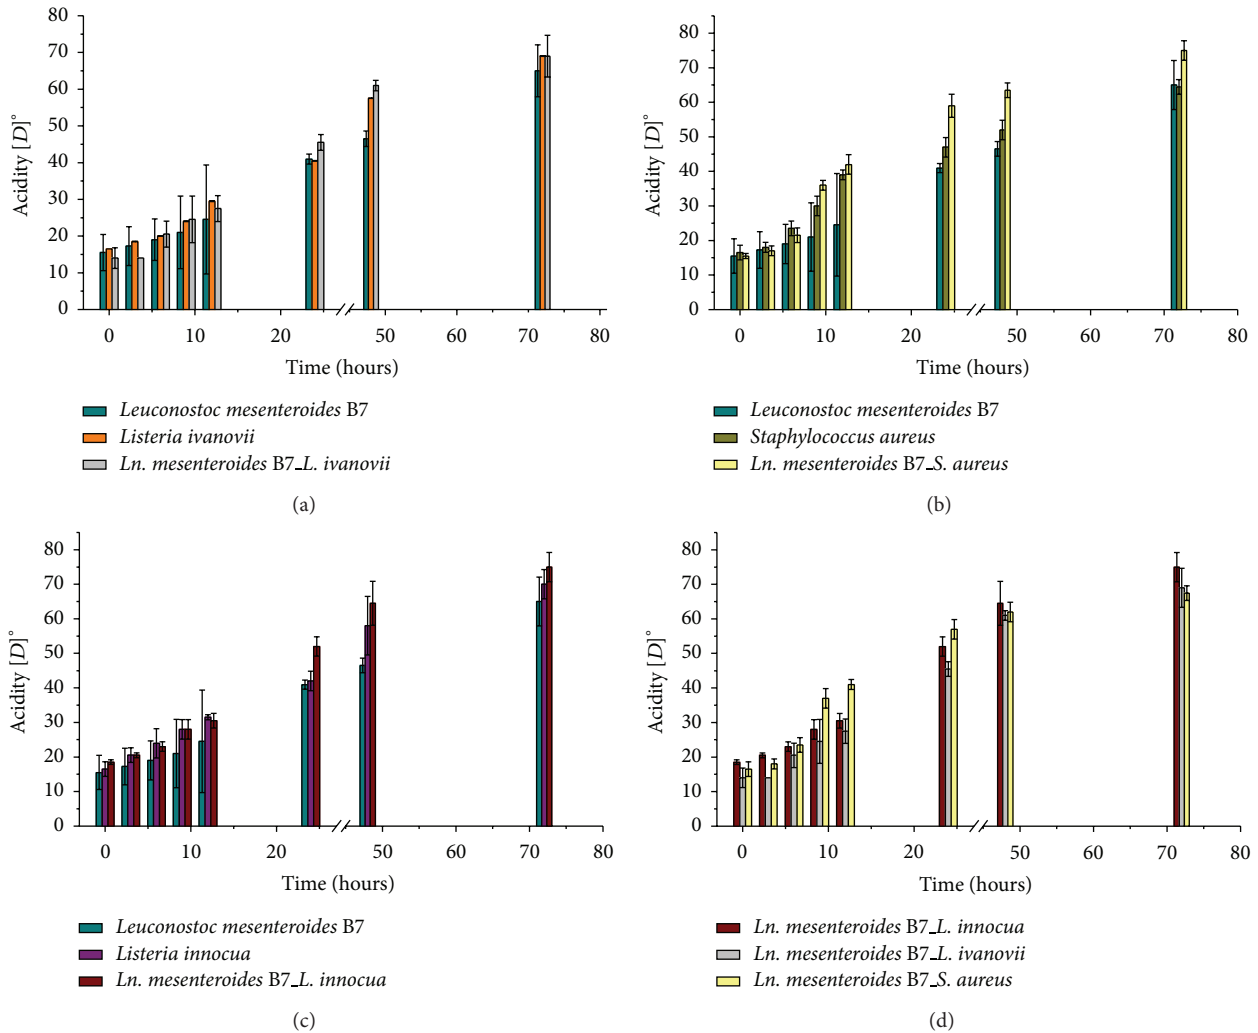 80
70
60
50
40
30
20
10
0
Acidity [D]°
0 10 20 50 60 70 80
Time (hours)
Leuconostoc mesenteroides B7
Listeria ivanovii
Ln. mesenteroides B7_L. ivanovii
(a)
80
70
60
50
40
30
20
10
0
Acidity [D]°
0 10 20 50 60 70 80
Time (hours)
Leuconostoc mesenteroides B7
Staphylococcus aureus
Ln. mesenteroides B7_S. aureus
(b)
80
70
60
50
40
30
20
10
0
Acidity [D]°
0 10 20 50 60 70 80
Time (hours)
Leuconostoc mesenteroides B7
Listeria innocua
Ln. mesenteroides B7_L. innocua
(c)
80
70
60
50
40
30
20
10
0
Acidity [D]°
0 10 20 50 60 70 80
Time (hours)
Ln. mesenteroides B7_L. innocua
Ln. mesenteroides B7_L. ivanovii
Ln. mesenteroides B7_S. aureus
(d)